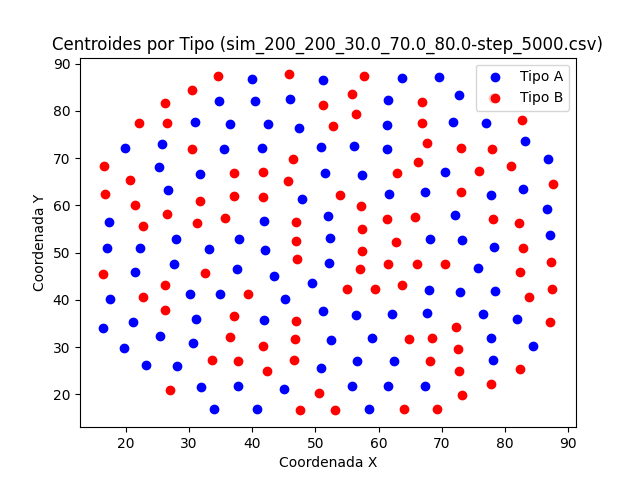 Centroides por Tipo (sim_200_200_30.0_70.0_80.0-step_5000.csv)
Tipo A
Tipo B
90
80
70
60
50
40
30
20
Coordenada Y
20 30 40 50 60 70 80 90
Coordenada X